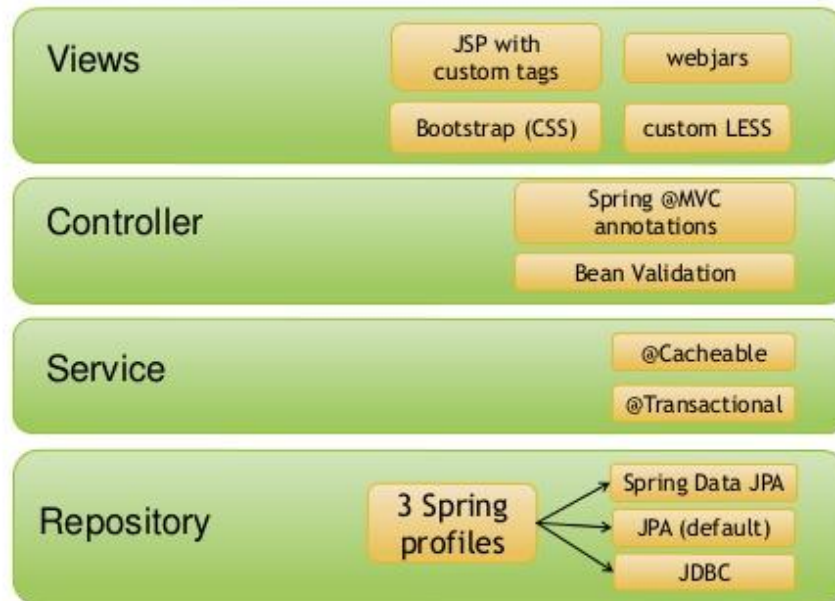 Views
JSP with
custom tags
webjars
Bootstrap (CSS)
custom LESS
Controller
Spring @MVC
annotations
Bean Validation
Service
@Cacheable
@Transactional
Repository
3 Spring
profiles
Spring Data JPA
JPA (default)
JDBC